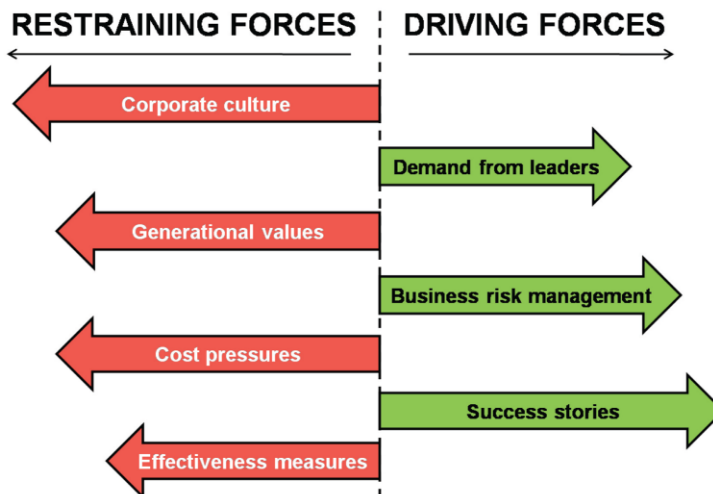 RESTRAINING FORCES
DRIVING FORCES
Corporate culture
Demand from leaders
Generational values
Business risk management
Cost pressures
Success stories
Effectiveness measures